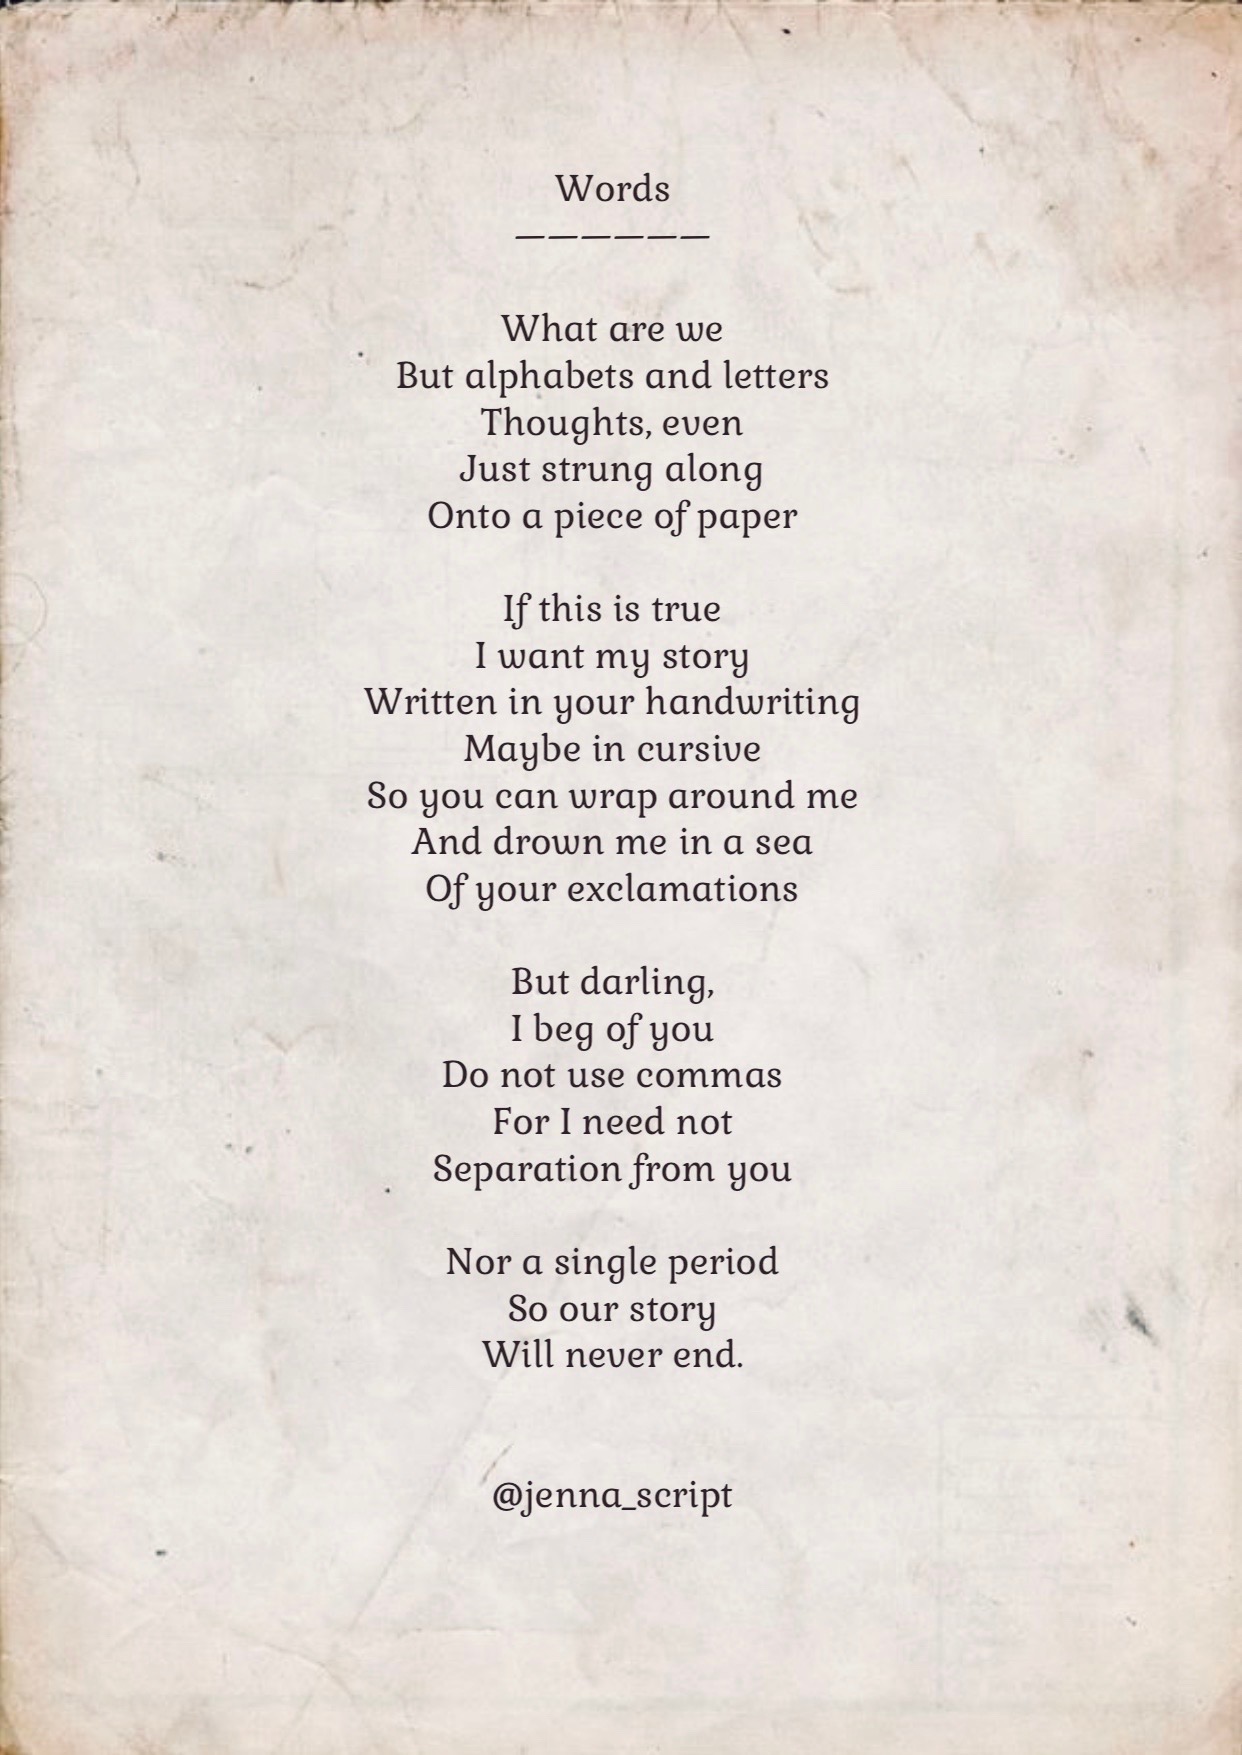 Words
——————
What are we
But alphabets and letters
Thoughts, even
Just strung along
Onto a piece of paper
If this is true
I want my story
Written in your handwriting
Maybe in cursive
So you can wrap around me
And drown me in a sea
Of your exclamations
But darling,
I beg of you
Do not use commas
For I need not
Separation from you
Nor a single period
So our story
Will never end.
@jenna_script